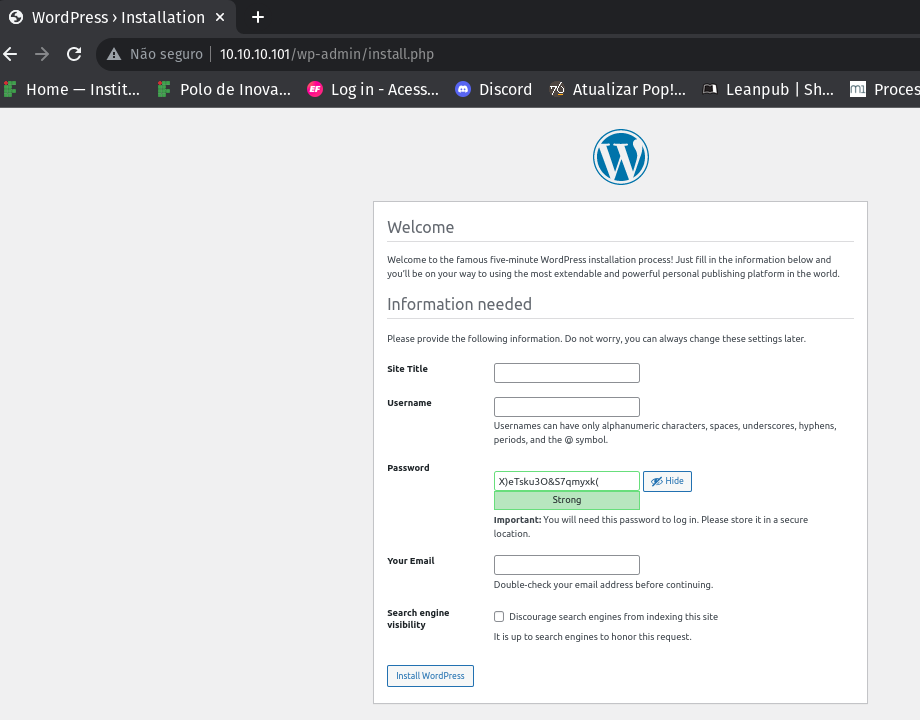 WordPress › Installation
Não seguro | 10.10.10.101/wp-admin/install.php
Home — Instit... Polo de Inova... Log in - Acess... Discord Atualizar Pop!... Leanpub | Sh... Proces
Welcome
Welcome to the famous five-minute WordPress installation process! Just fill in the information below and
you'll be on your way to using the most extendable and powerful personal publishing platform in the world.
Information needed
Please provide the following information. Do not worry, you can always change these settings later.
Site Title
Username
Usernames can have only alphanumeric characters, spaces, underscores, hyphens,
periods, and the @ symbol.
Password
X)eTsku3O&S7qmyxk( Hide
Strong
Important: You will need this password to log in. Please store it in a secure
location.
Your Email
Double-check your email address before continuing.
Search engine
visibility
Discourage search engines from indexing this site
It is up to search engines to honor this request.
Install WordPress